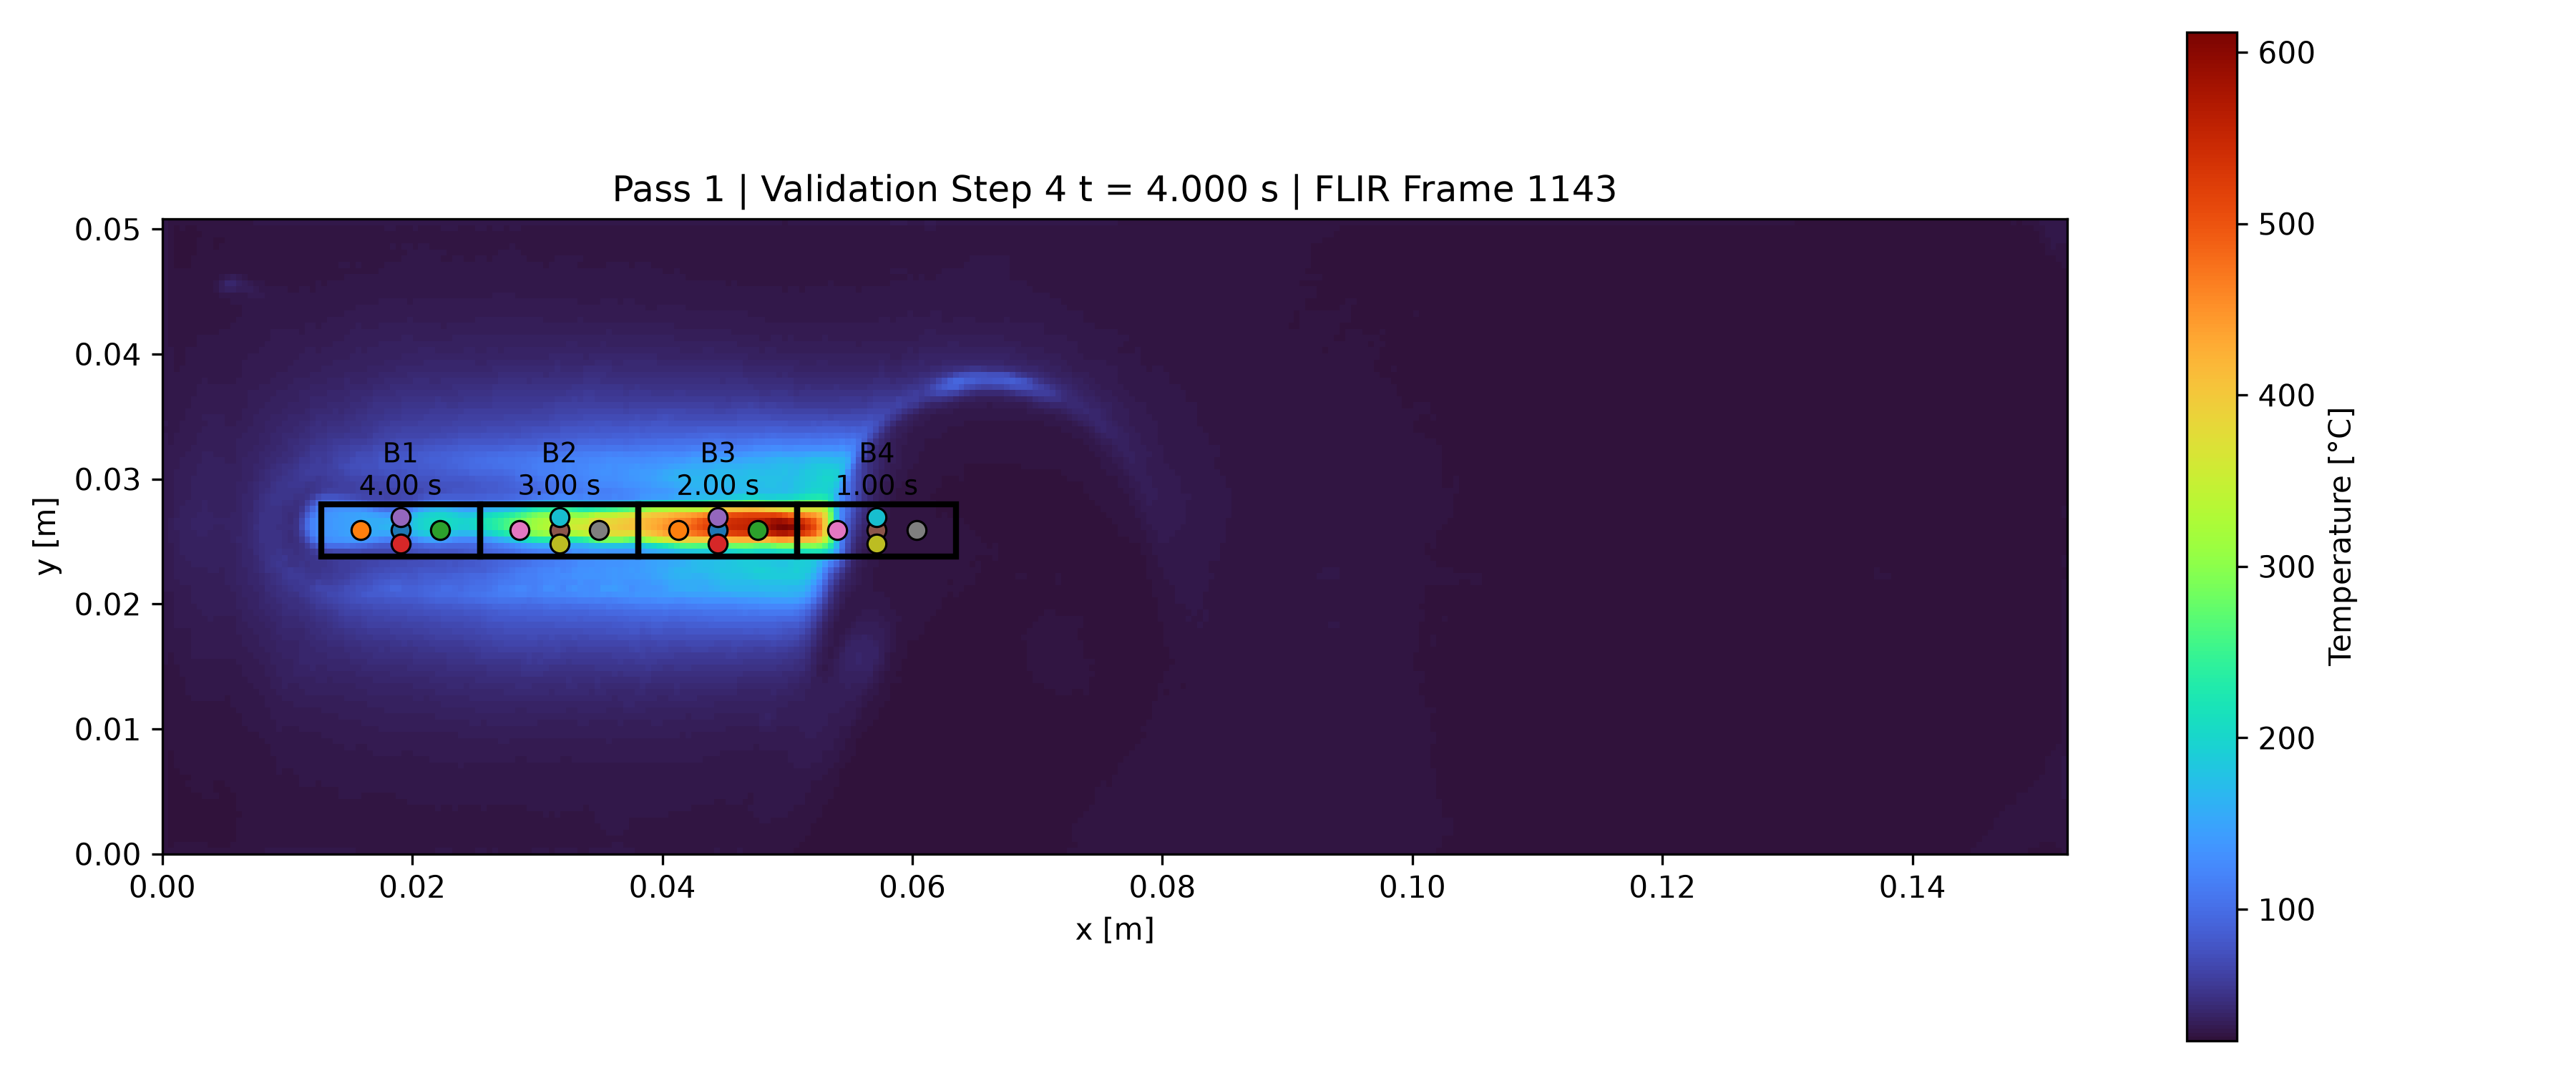 Pass 1 | Validation Step 4 t = 4.000 s | FLIR Frame 1143
0.05
0.04
0.03
0.02
0.01
0.00
y [m]
B1
4.00 s
B2
3.00 s
B3
2.00 s
B4
1.00 s
0.00 0.02 0.04 0.06 0.08 0.10 0.12 0.14
x [m]
600
500
400
300
200
100
Temperature [°C]